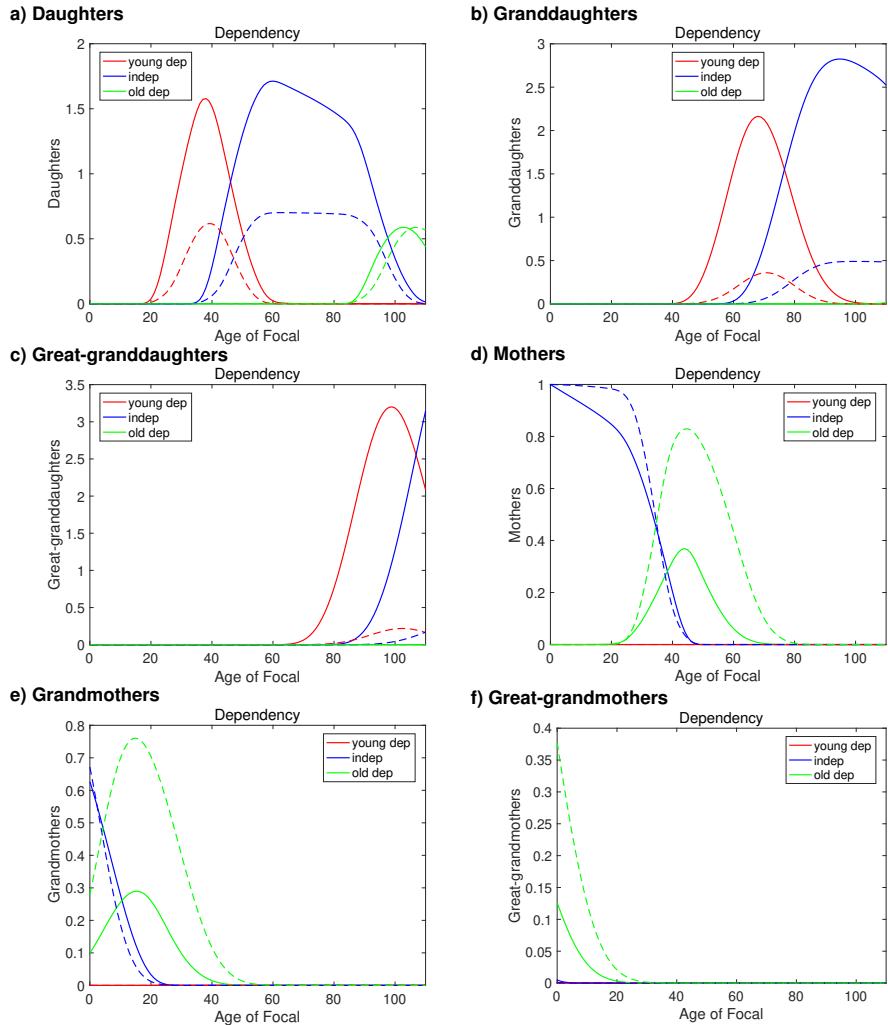 a) Daughters
Dependency
2
1.5
1
0.5
0
Daughters
young dep
indep
old dep
0 20 40 60 80 100
Age of Focal
b) Granddaughters
Dependency
3
2.5
2
1.5
1
0.5
0
Granddaughters
young dep
indep
old dep
0 20 40 60 80 100
Age of Focal
c) Great-granddaughters
Dependency
3.5
3
2.5
2
1.5
1
0.5
0
Great-granddaughters
young dep
indep
old dep
0 20 40 60 80 100
Age of Focal
d) Mothers
Dependency
1
0.8
0.6
0.4
0.2
0
Mothers
young dep
indep
old dep
0 20 40 60 80 100
Age of Focal
e) Grandmothers
Dependency
0.8
0.7
0.6
0.5
0.4
0.3
0.2
0.1
0
Grandmothers
young dep
indep
old dep
0 20 40 60 80 100
Age of Focal
f) Great-grandmothers
Dependency
0.4
0.35
0.3
0.25
0.2
0.15
0.1
0.05
0
Great-grandmothers
young dep
indep
old dep
0 20 40 60 80 100
Age of Focal